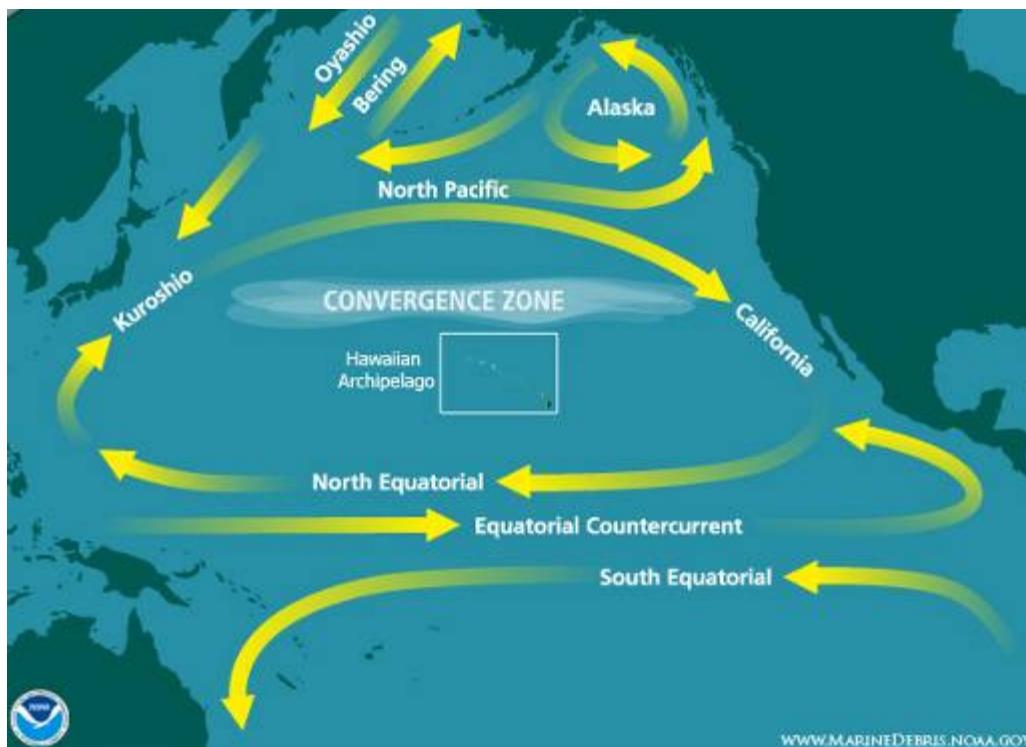 Oyashio
Bering
Alaska
North Pacific
Kuroshio
CONVERGENCE ZONE
California
Hawaiian
Archipelago
North Equatorial
Equatorial Countercurrent
South Equatorial
NOAA
WWW.MARINEDEBRIS.NOAA.GOV